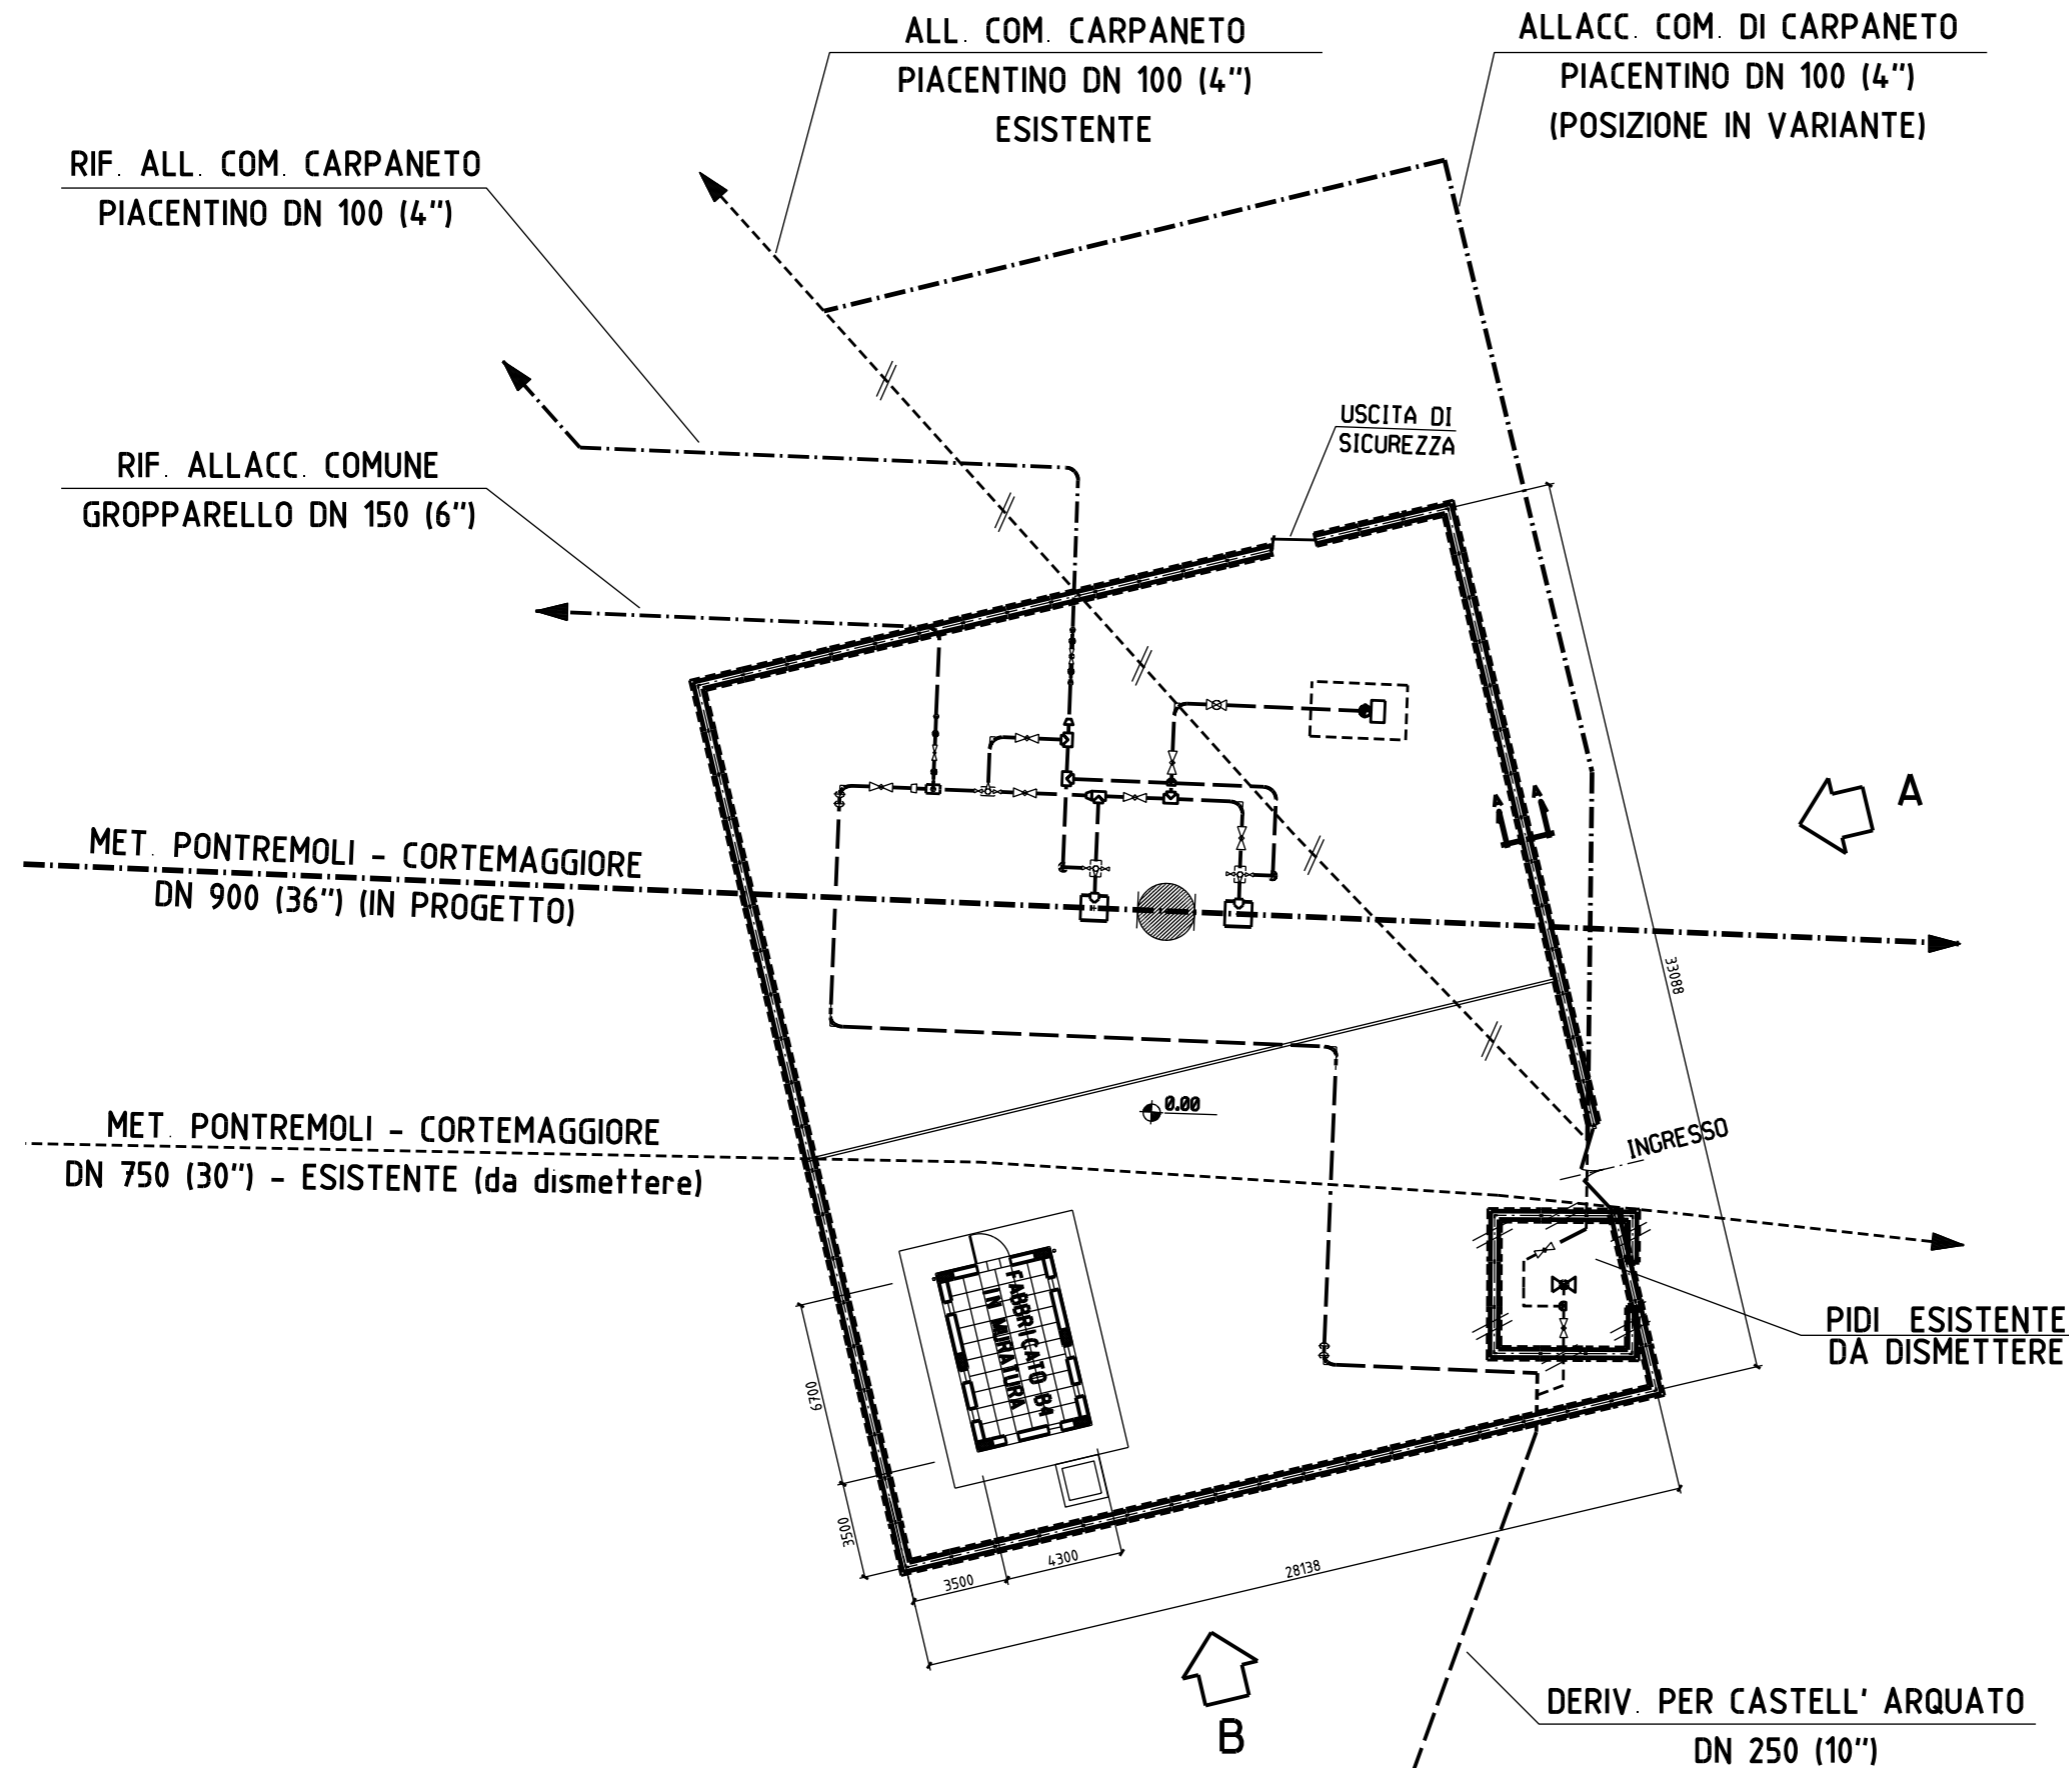 ALL. COM. CARPANETO
PIACENTINO DN 100 (4")
ESISTENTE
ALLACC. COM. DI CARPANETO
PIACENTINO DN 100 (4")
(POSIZIONE IN VARIANTE)
RIF. ALL. COM. CARPANETO
PIACENTINO DN 100 (4")
USCITA DI
SICUREZZA
RIF. ALLACC. COMUNE
GROPPARELLO DN 150 (6")
A
MET. PONTREMOLI - CORTEMAGGIORE
DN 900 (36") (IN PROGETTO)
33088
0.00
MET. PONTREMOLI - CORTEMAGGIORE
DN 750 (30") - ESISTENTE (da dismettere)
INGRESSO
FABBRICATO B4
IN MURATURA
PIDI ESISTENTE
DA DISMETTERE
6700
3500
3500
4300
28138
B
DERIV. PER CASTELL' ARQUATO
DN 250 (10")